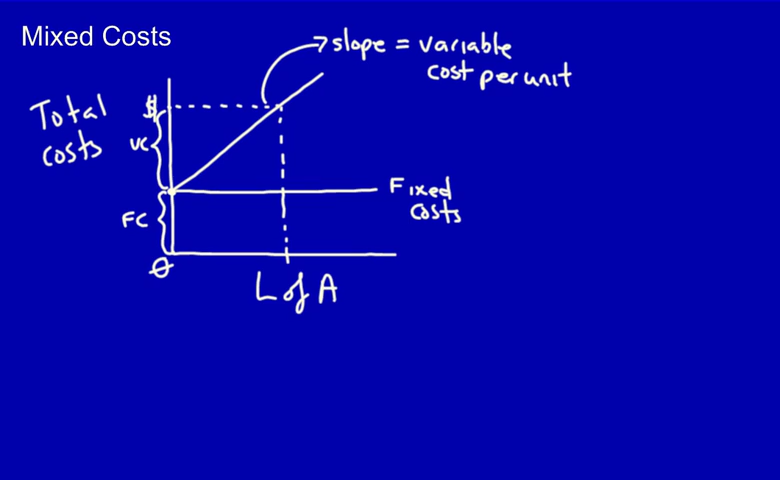 Mixed Costs
slope = variable
cost per unit
Total
costs
$
VC
Fixed
costs
FC
0
L of A